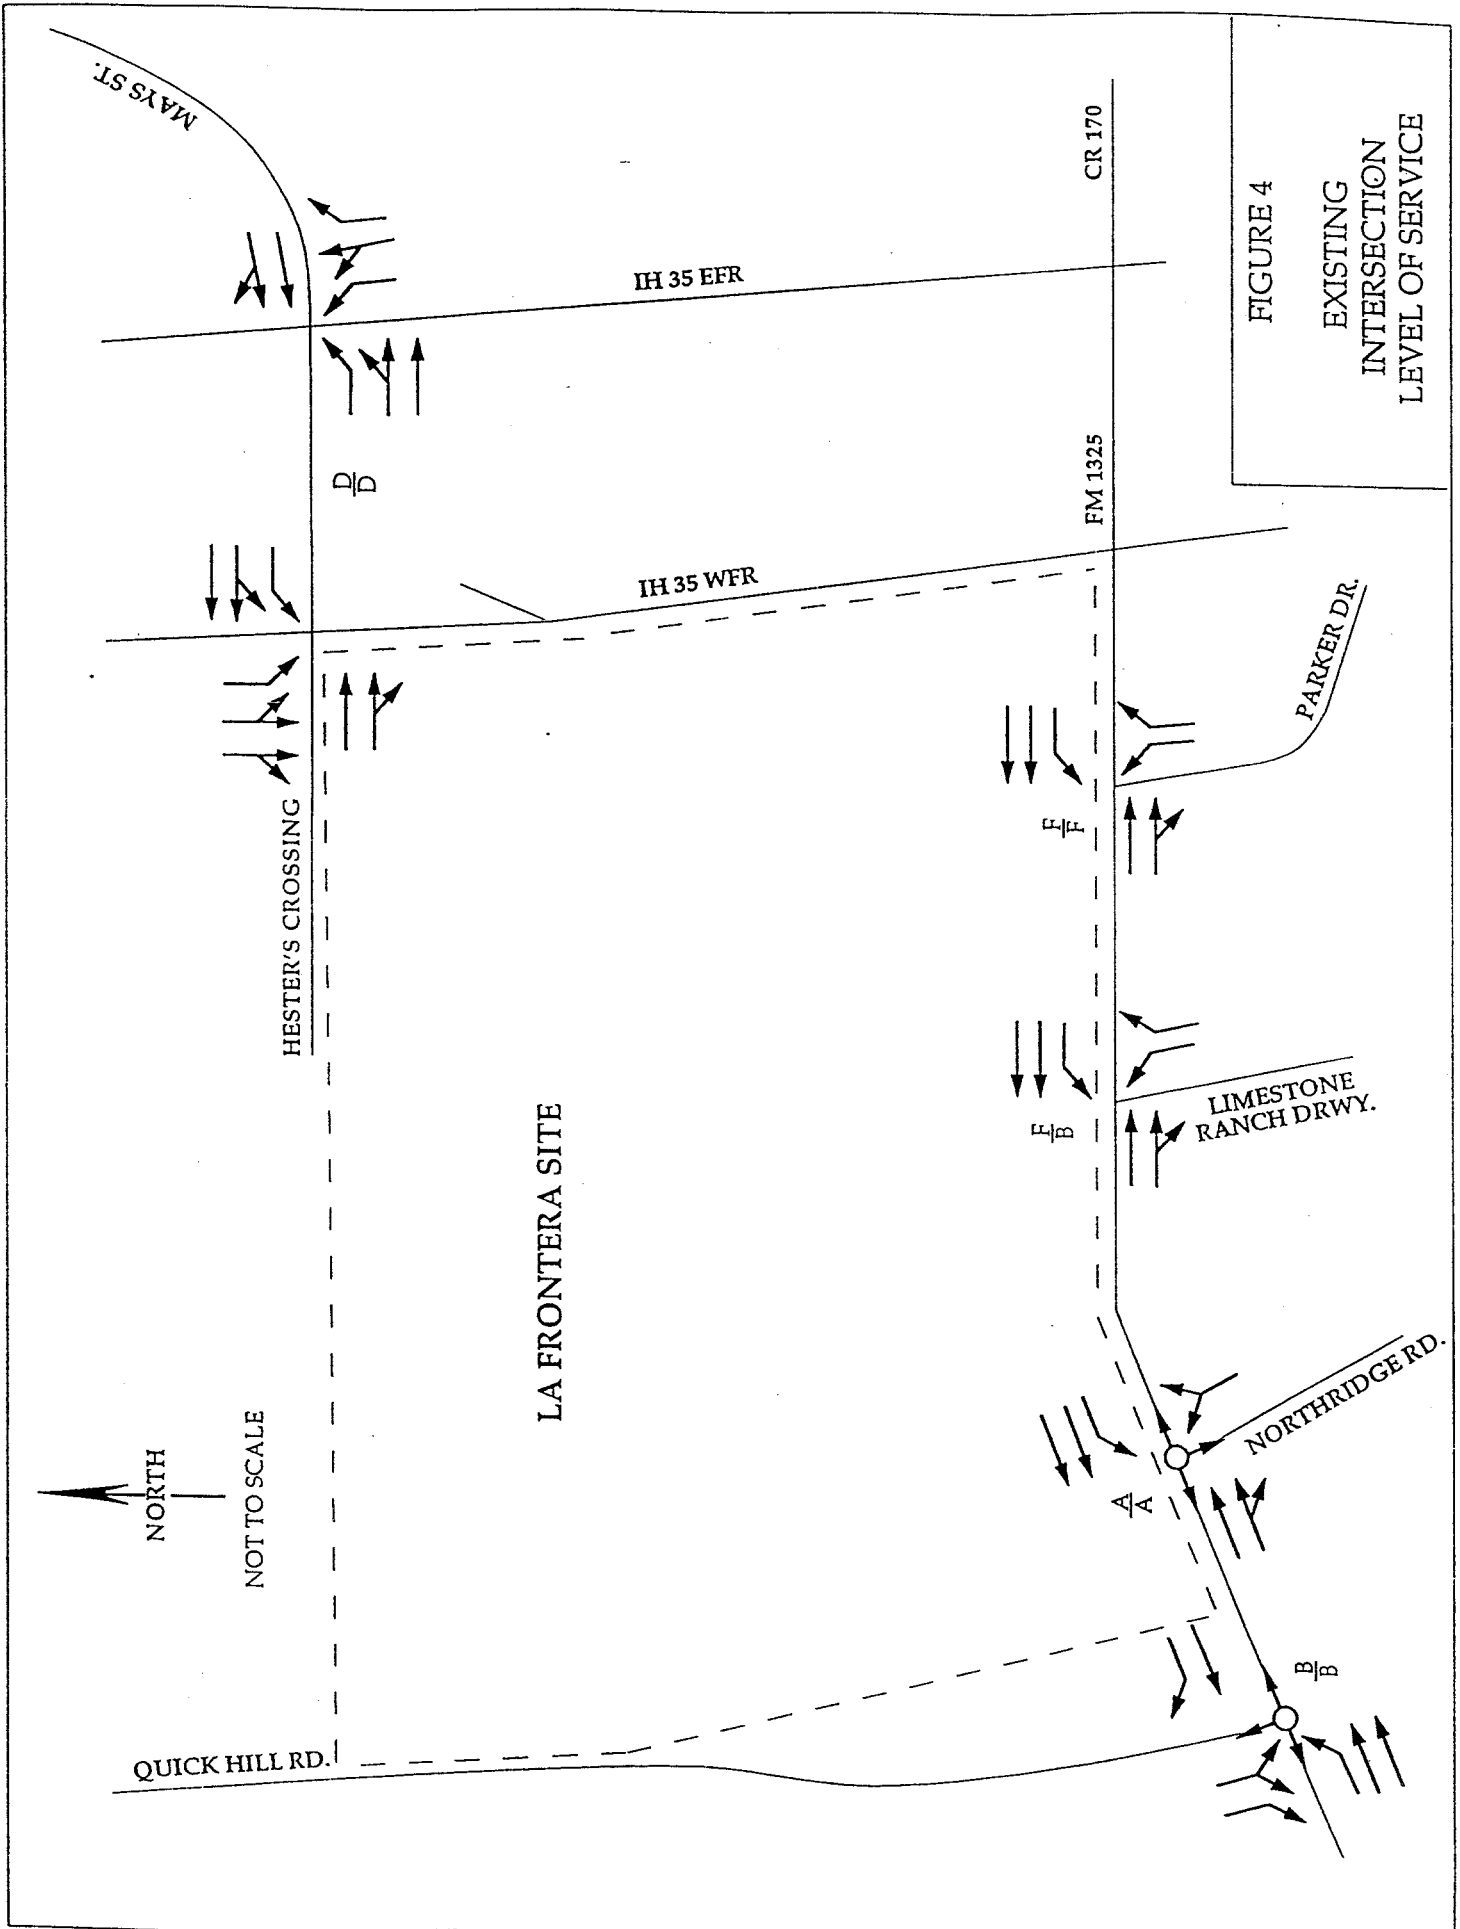 MAYS ST.
CR 170
IH 35 EFR
FIGURE 4
EXISTING
INTERSECTION
LEVEL OF SERVICE
D
D
FM 1325
IH 35 WFR
PARKER DR.
HESTER'S CROSSING
F
F
F
B
LIMESTONE
RANCH DRWY.
LA FRONTERA SITE
NORTH
NOT TO SCALE
NORTHRIDGE RD.
A
A
B
B
QUICK HILL RD.